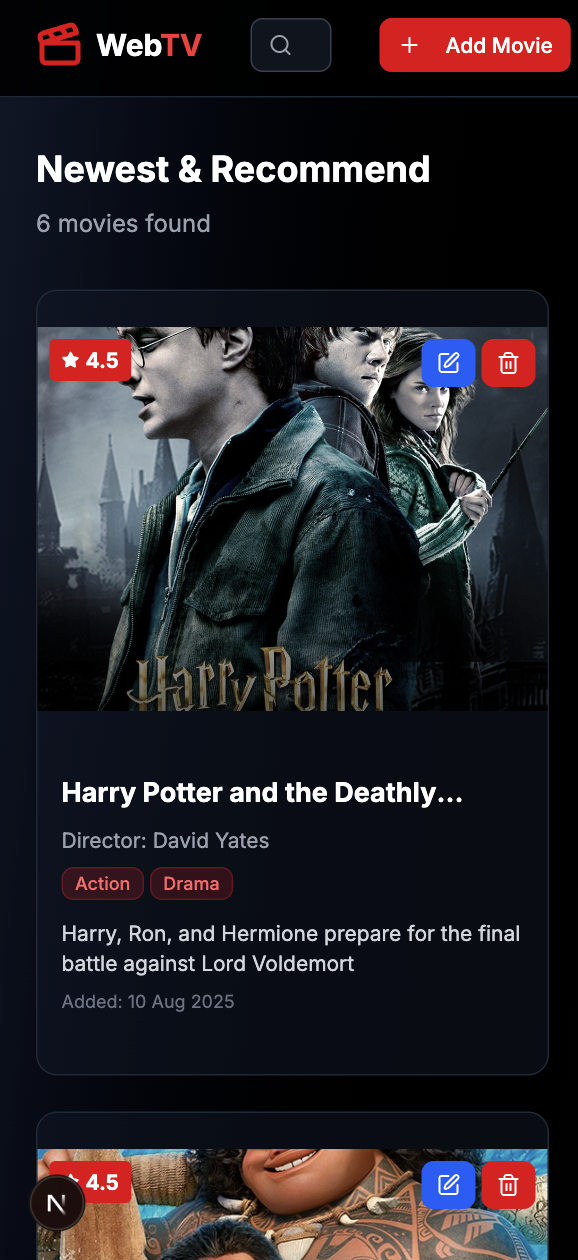 WebTV
Add Movie
Newest & Recommend
6 movies found
4.5
Harry Potter
Harry Potter and the Deathly...
Director: David Yates
Action Drama
Harry, Ron, and Hermione prepare for the final
battle against Lord Voldemort
Added: 10 Aug 2025
4.5
N